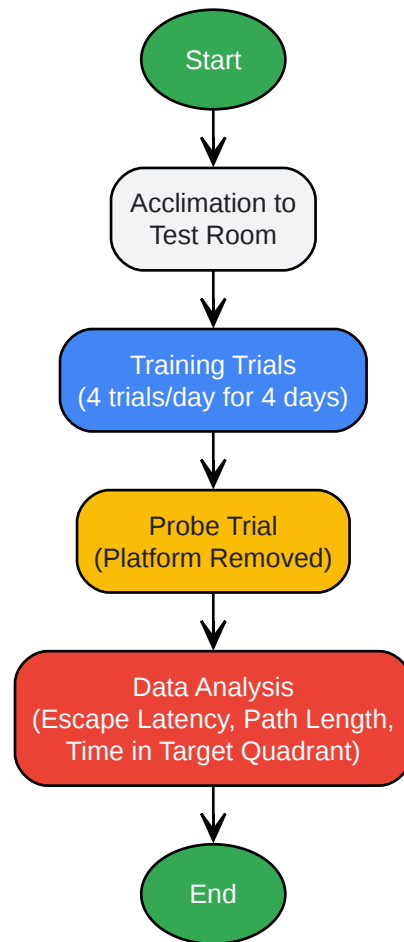 Start
Acclimation to
Test Room
Training Trials
(4 trials/day for 4 days)
Probe Trial
(Platform Removed)
Data Analysis
(Escape Latency, Path Length,
Time in Target Quadrant)
End